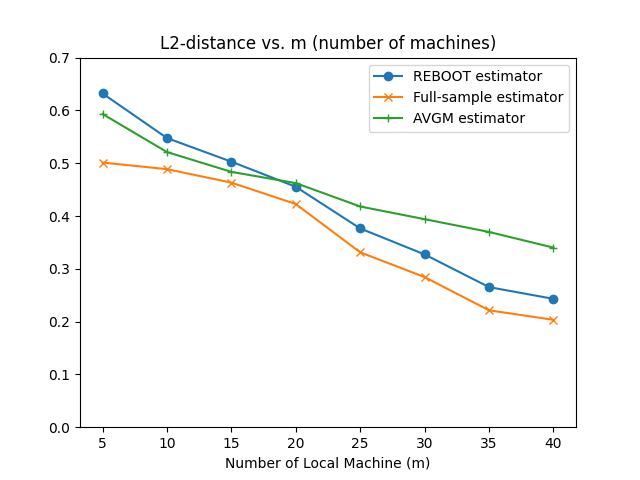 L2-distance vs. m (number of machines)
0.7
0.6
0.5
0.4
0.3
0.2
0.1
0.0
REBOOT estimator
Full-sample estimator
AVGM estimator
5 10 15 20 25 30 35 40
Number of Local Machine (m)